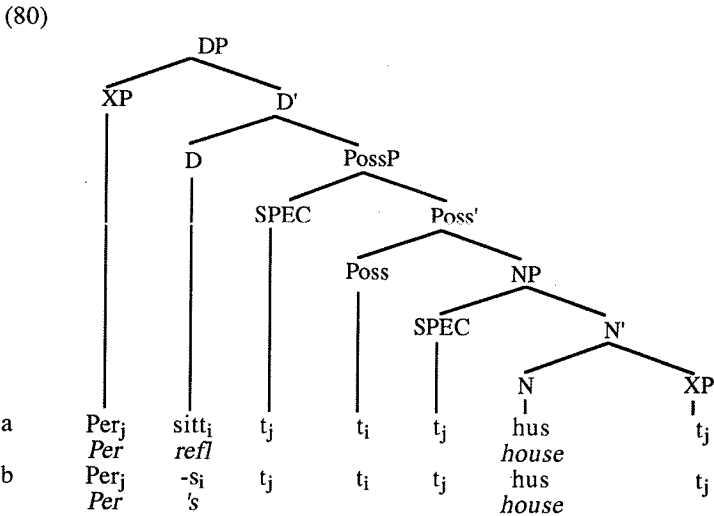 (80)
DP
XP D'
D PossP
SPEC Poss'
Poss NP
SPEC N'
N XP
a Perj sitti tj ti tj hus tj
Per refl house
b Perj -si tj ti tj hus tj
Per 's house